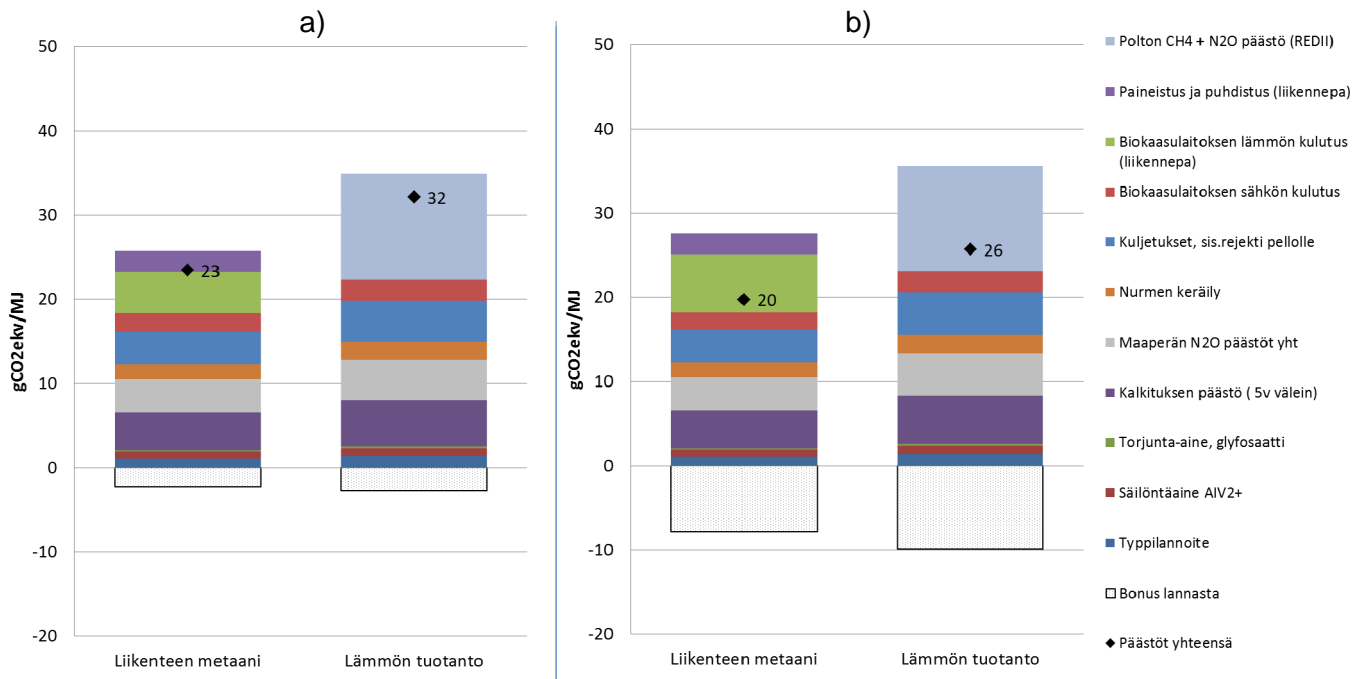 a)
50
40
30
20
10
0
-10
-20
gCO2ekv/MJ
23
32
Liikenteen metaani
Lämmön tuotanto
b)
50
40
30
20
10
0
-10
-20
gCO2ekv/MJ
20
26
Liikenteen metaani
Lämmön tuotanto
Polton CH4 + N2O päästö (REDII)
Paineistus ja puhdistus (liikennepa)
Biokaasulaitoksen lämmön kulutus
(liikennepa)
Biokaasulaitoksen sähkön kulutus
Kuljetukset, sis.rejekti pellolle
Nurmen keräily
Maaperän N2O päästöt yht
Kalkituksen päästö ( 5v välein)
Torjunta-aine, glyfosaatti
Säilöntäaine AIV2+
Typpilannoite
Bonus lannasta
Päästöt yhteensä